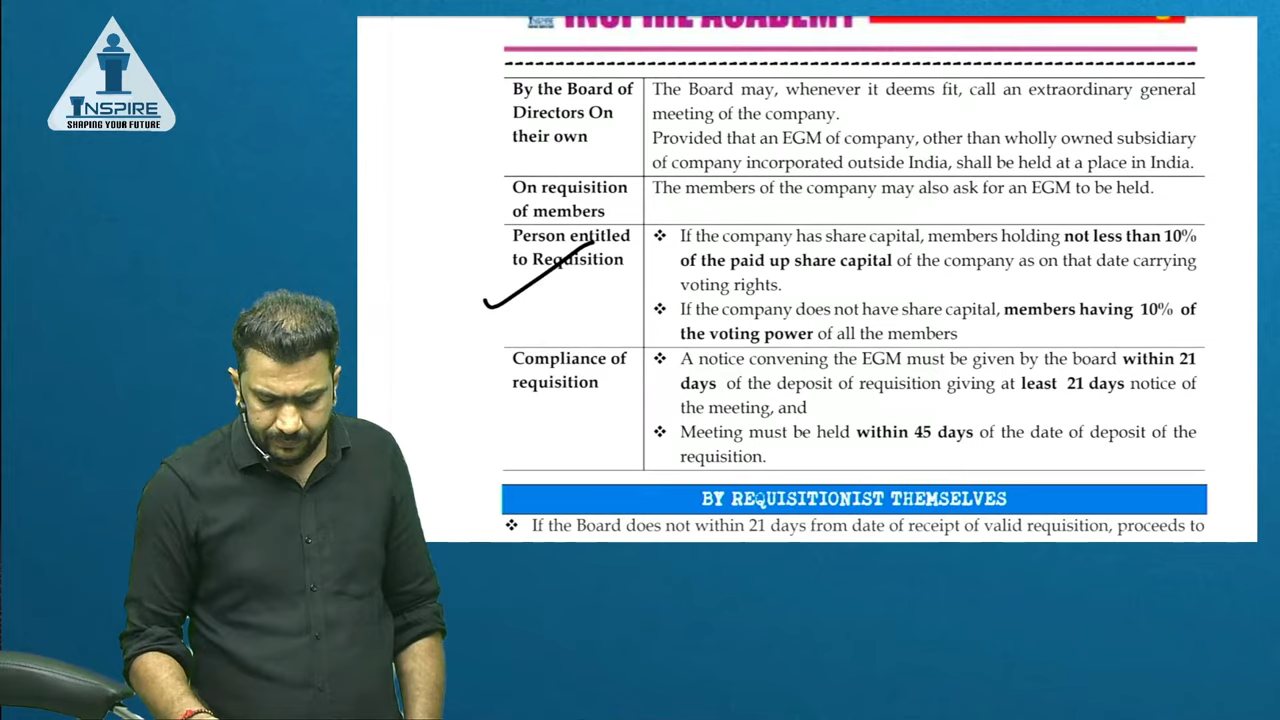 INSPIRE
SHAPING YOUR FUTURE
INSPIRE ACADEMY
By the Board of
Directors On
their own
The Board may, whenever it deems fit, call an extraordinary general
meeting of the company.
Provided that an EGM of company, other than wholly owned subsidiary
of company incorporated outside India, shall be held at a place in India.
On requisition
of members
The members of the company may also ask for an EGM to be held.
Person entitled
to Requisition
❖ If the company has share capital, members holding not less than 10%
of the paid up share capital of the company as on that date carrying
voting rights.
❖ If the company does not have share capital, members having 10% of
the voting power of all the members
Compliance of
requisition
❖ A notice convening the EGM must be given by the board within 21
days of the deposit of requisition giving at least 21 days notice of
the meeting, and
❖ Meeting must be held within 45 days of the date of deposit of the
requisition.
BY REQUISITIONIST THEMSELVES
❖ If the Board does not within 21 days from date of receipt of valid requisition, proceeds to